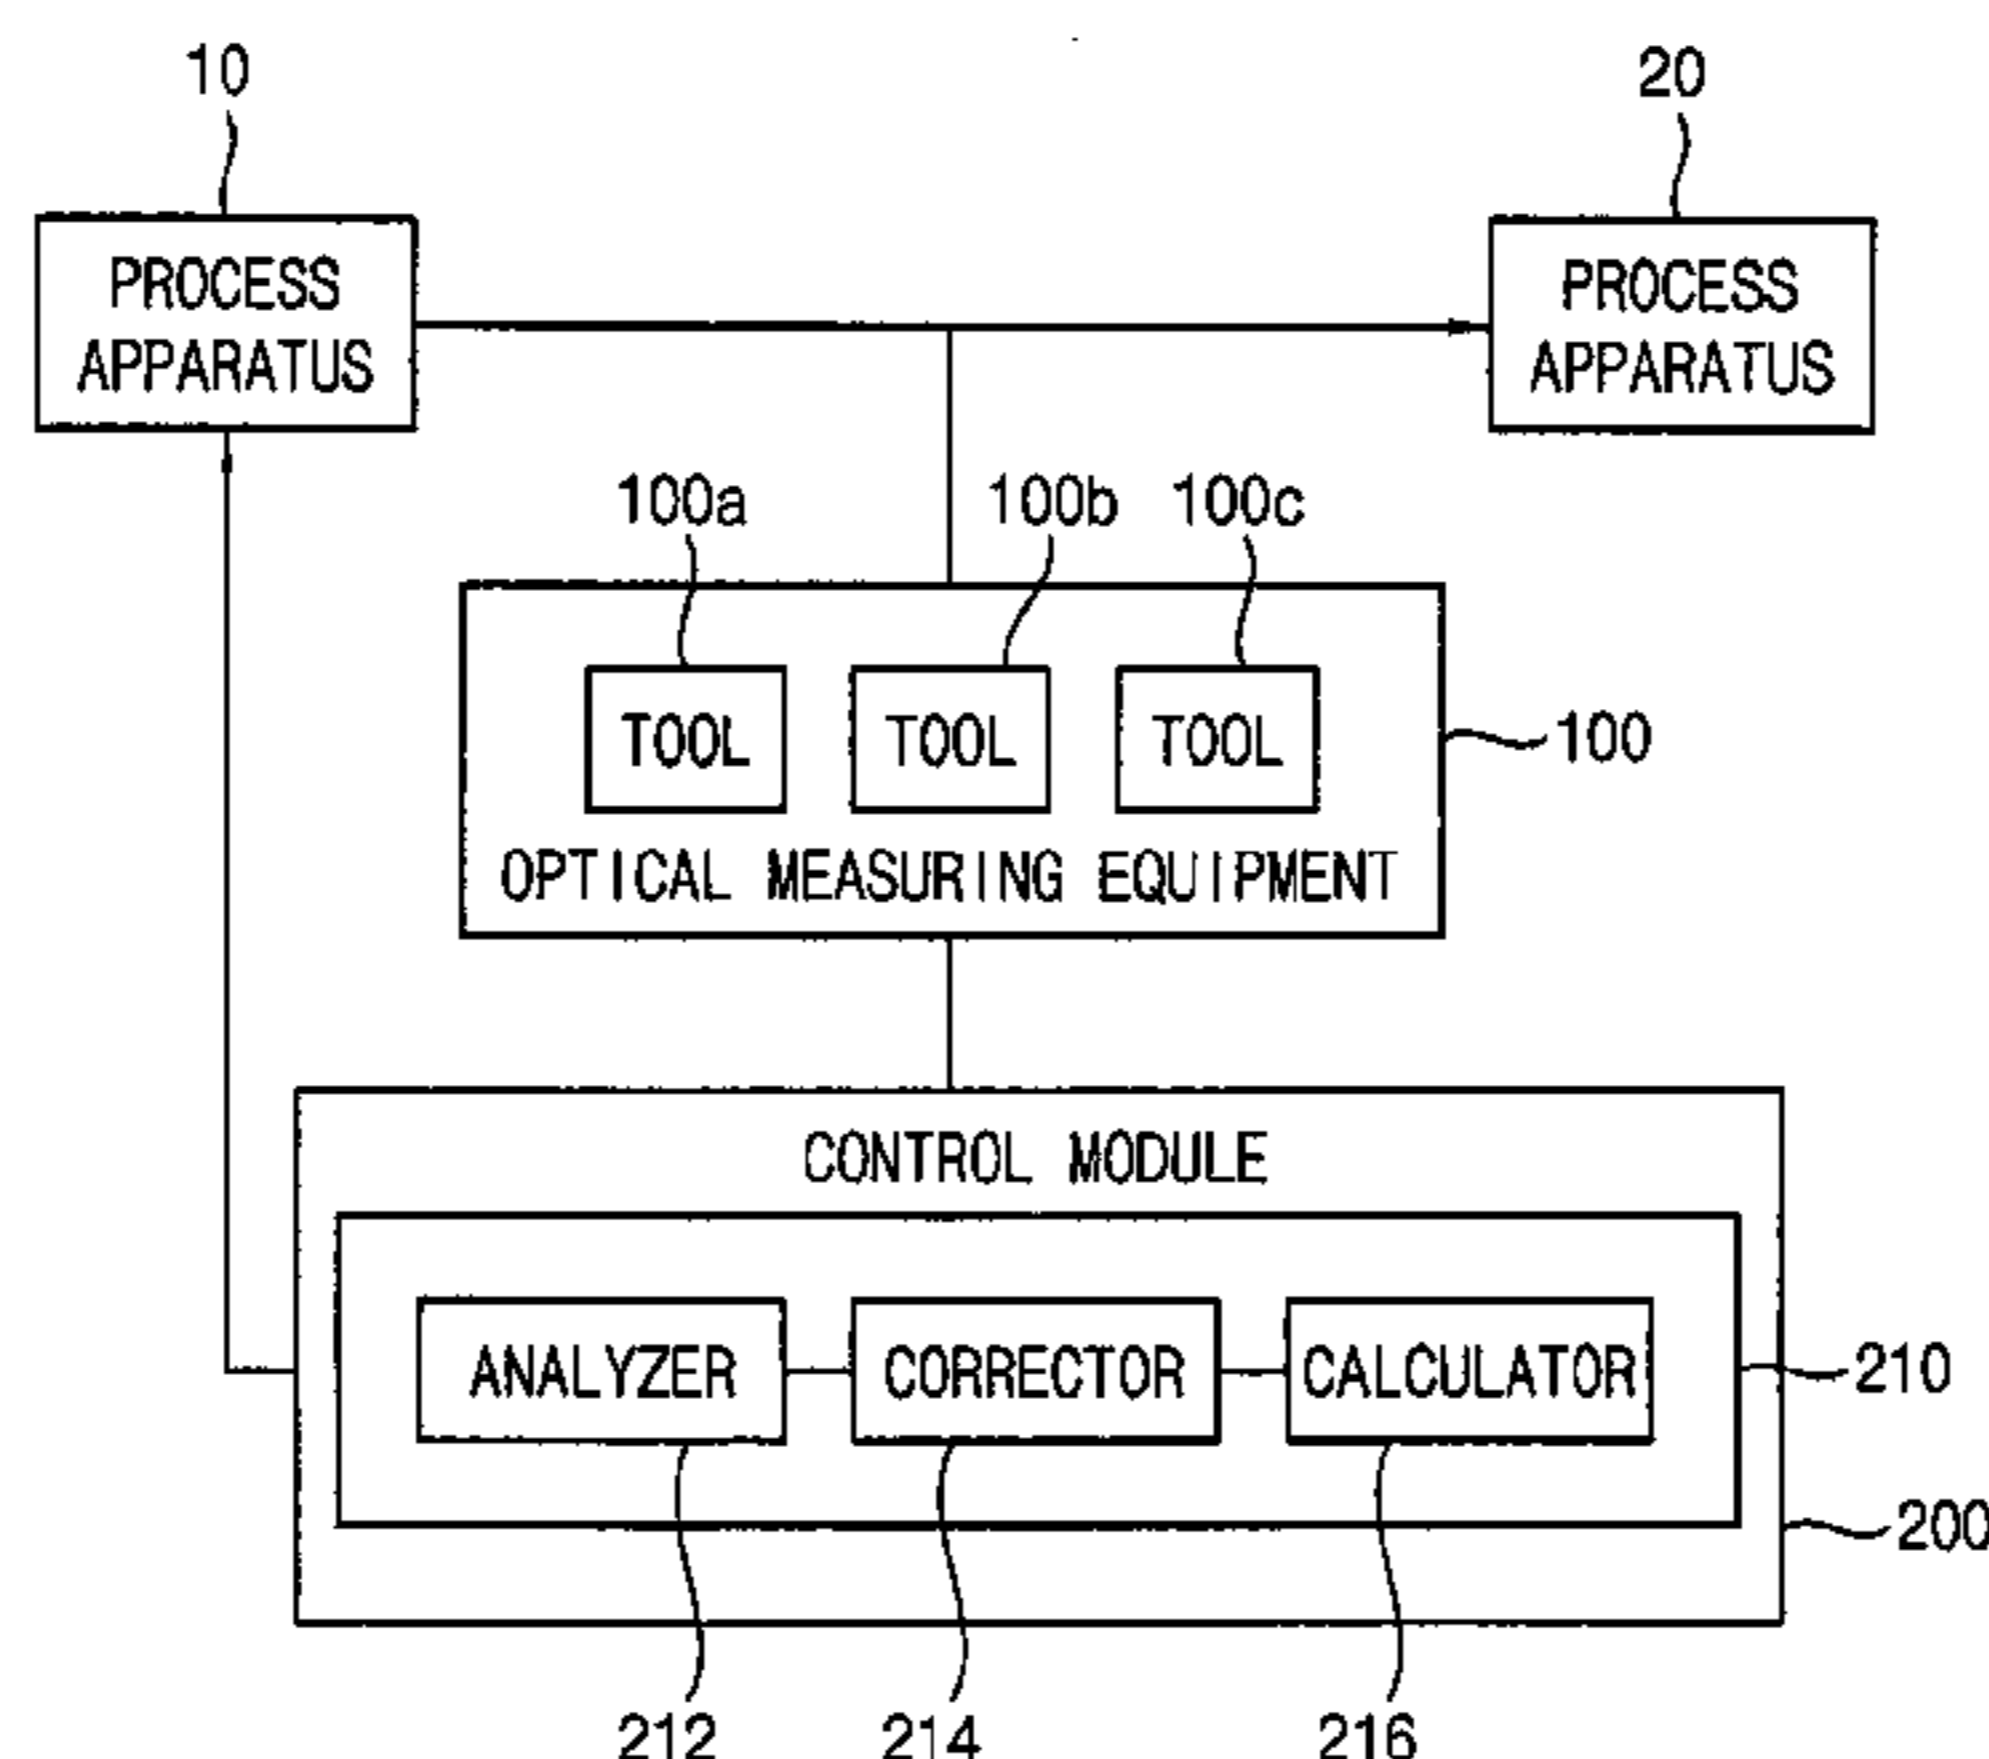 10
20
PROCESS
APPARATUS
PROCESS
APPARATUS
100a
100b
100c
TOOL
TOOL
TOOL
100
OPTICAL MEASURING EQUIPMENT
CONTROL MODULE
ANALYZER
CORRECTOR
CALCULATOR
210
200
212
214
216